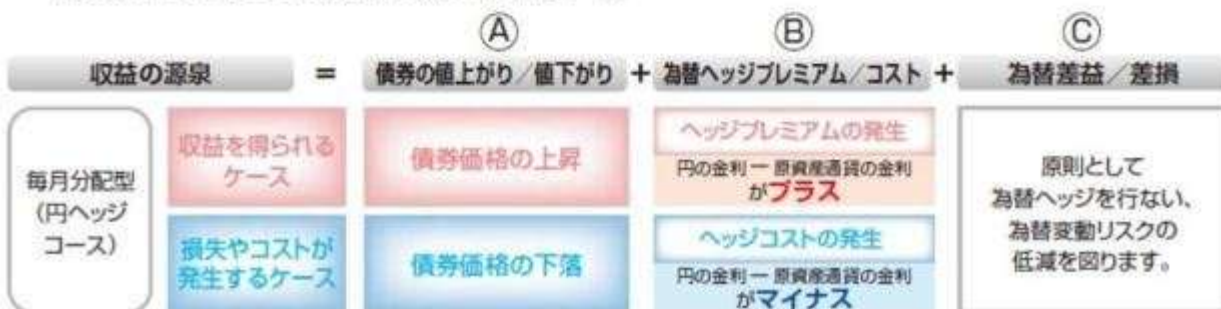 Ⓐ Ⓑ Ⓒ
収益の源泉 = 債券の値上がり/値下がり + 為替ヘッジプレミアム/コスト + 為替差益/差損
毎月分配型
(円ヘッジ
コース)
収益を得られる
ケース
債券価格の上昇
ヘッジプレミアムの発生
円の金利 ー 原資産通貨の金利
がプラス
損失やコストが
発生するケース
債券価格の下落
ヘッジコストの発生
円の金利 ー 原資産通貨の金利
がマイナス
原則として
為替ヘッジを行ない、
為替変動リスクの
低減を図ります。